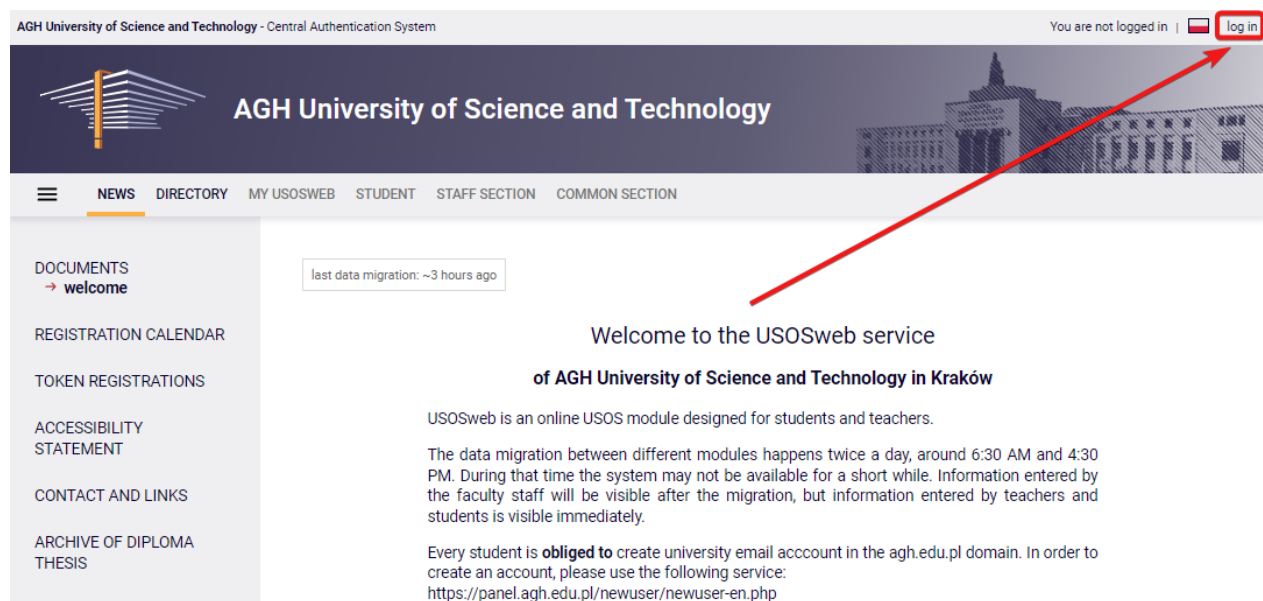 AGH University of Science and Technology - Central Authentication System
You are not logged in | log in
AGH University of Science and Technology
NEWS DIRECTORY MY USOSWEB STUDENT STAFF SECTION COMMON SECTION
DOCUMENTS
→ welcome
REGISTRATION CALENDAR
TOKEN REGISTRATIONS
ACCESSIBILITY
STATEMENT
CONTACT AND LINKS
ARCHIVE OF DIPLOMA
THESIS
last data migration: ~3 hours ago
Welcome to the USOSweb service
of AGH University of Science and Technology in Kraków
USOSweb is an online USOS module designed for students and teachers.
The data migration between different modules happens twice a day, around 6:30 AM and 4:30
PM. During that time the system may not be available for a short while. Information entered by
the faculty staff will be visible after the migration, but information entered by teachers and
students is visible immediately.
Every student is obliged to create university email acccount in the agh.edu.pl domain. In order to
create an account, please use the following service:
https://panel.agh.edu.pl/newuser/newuser-en.php